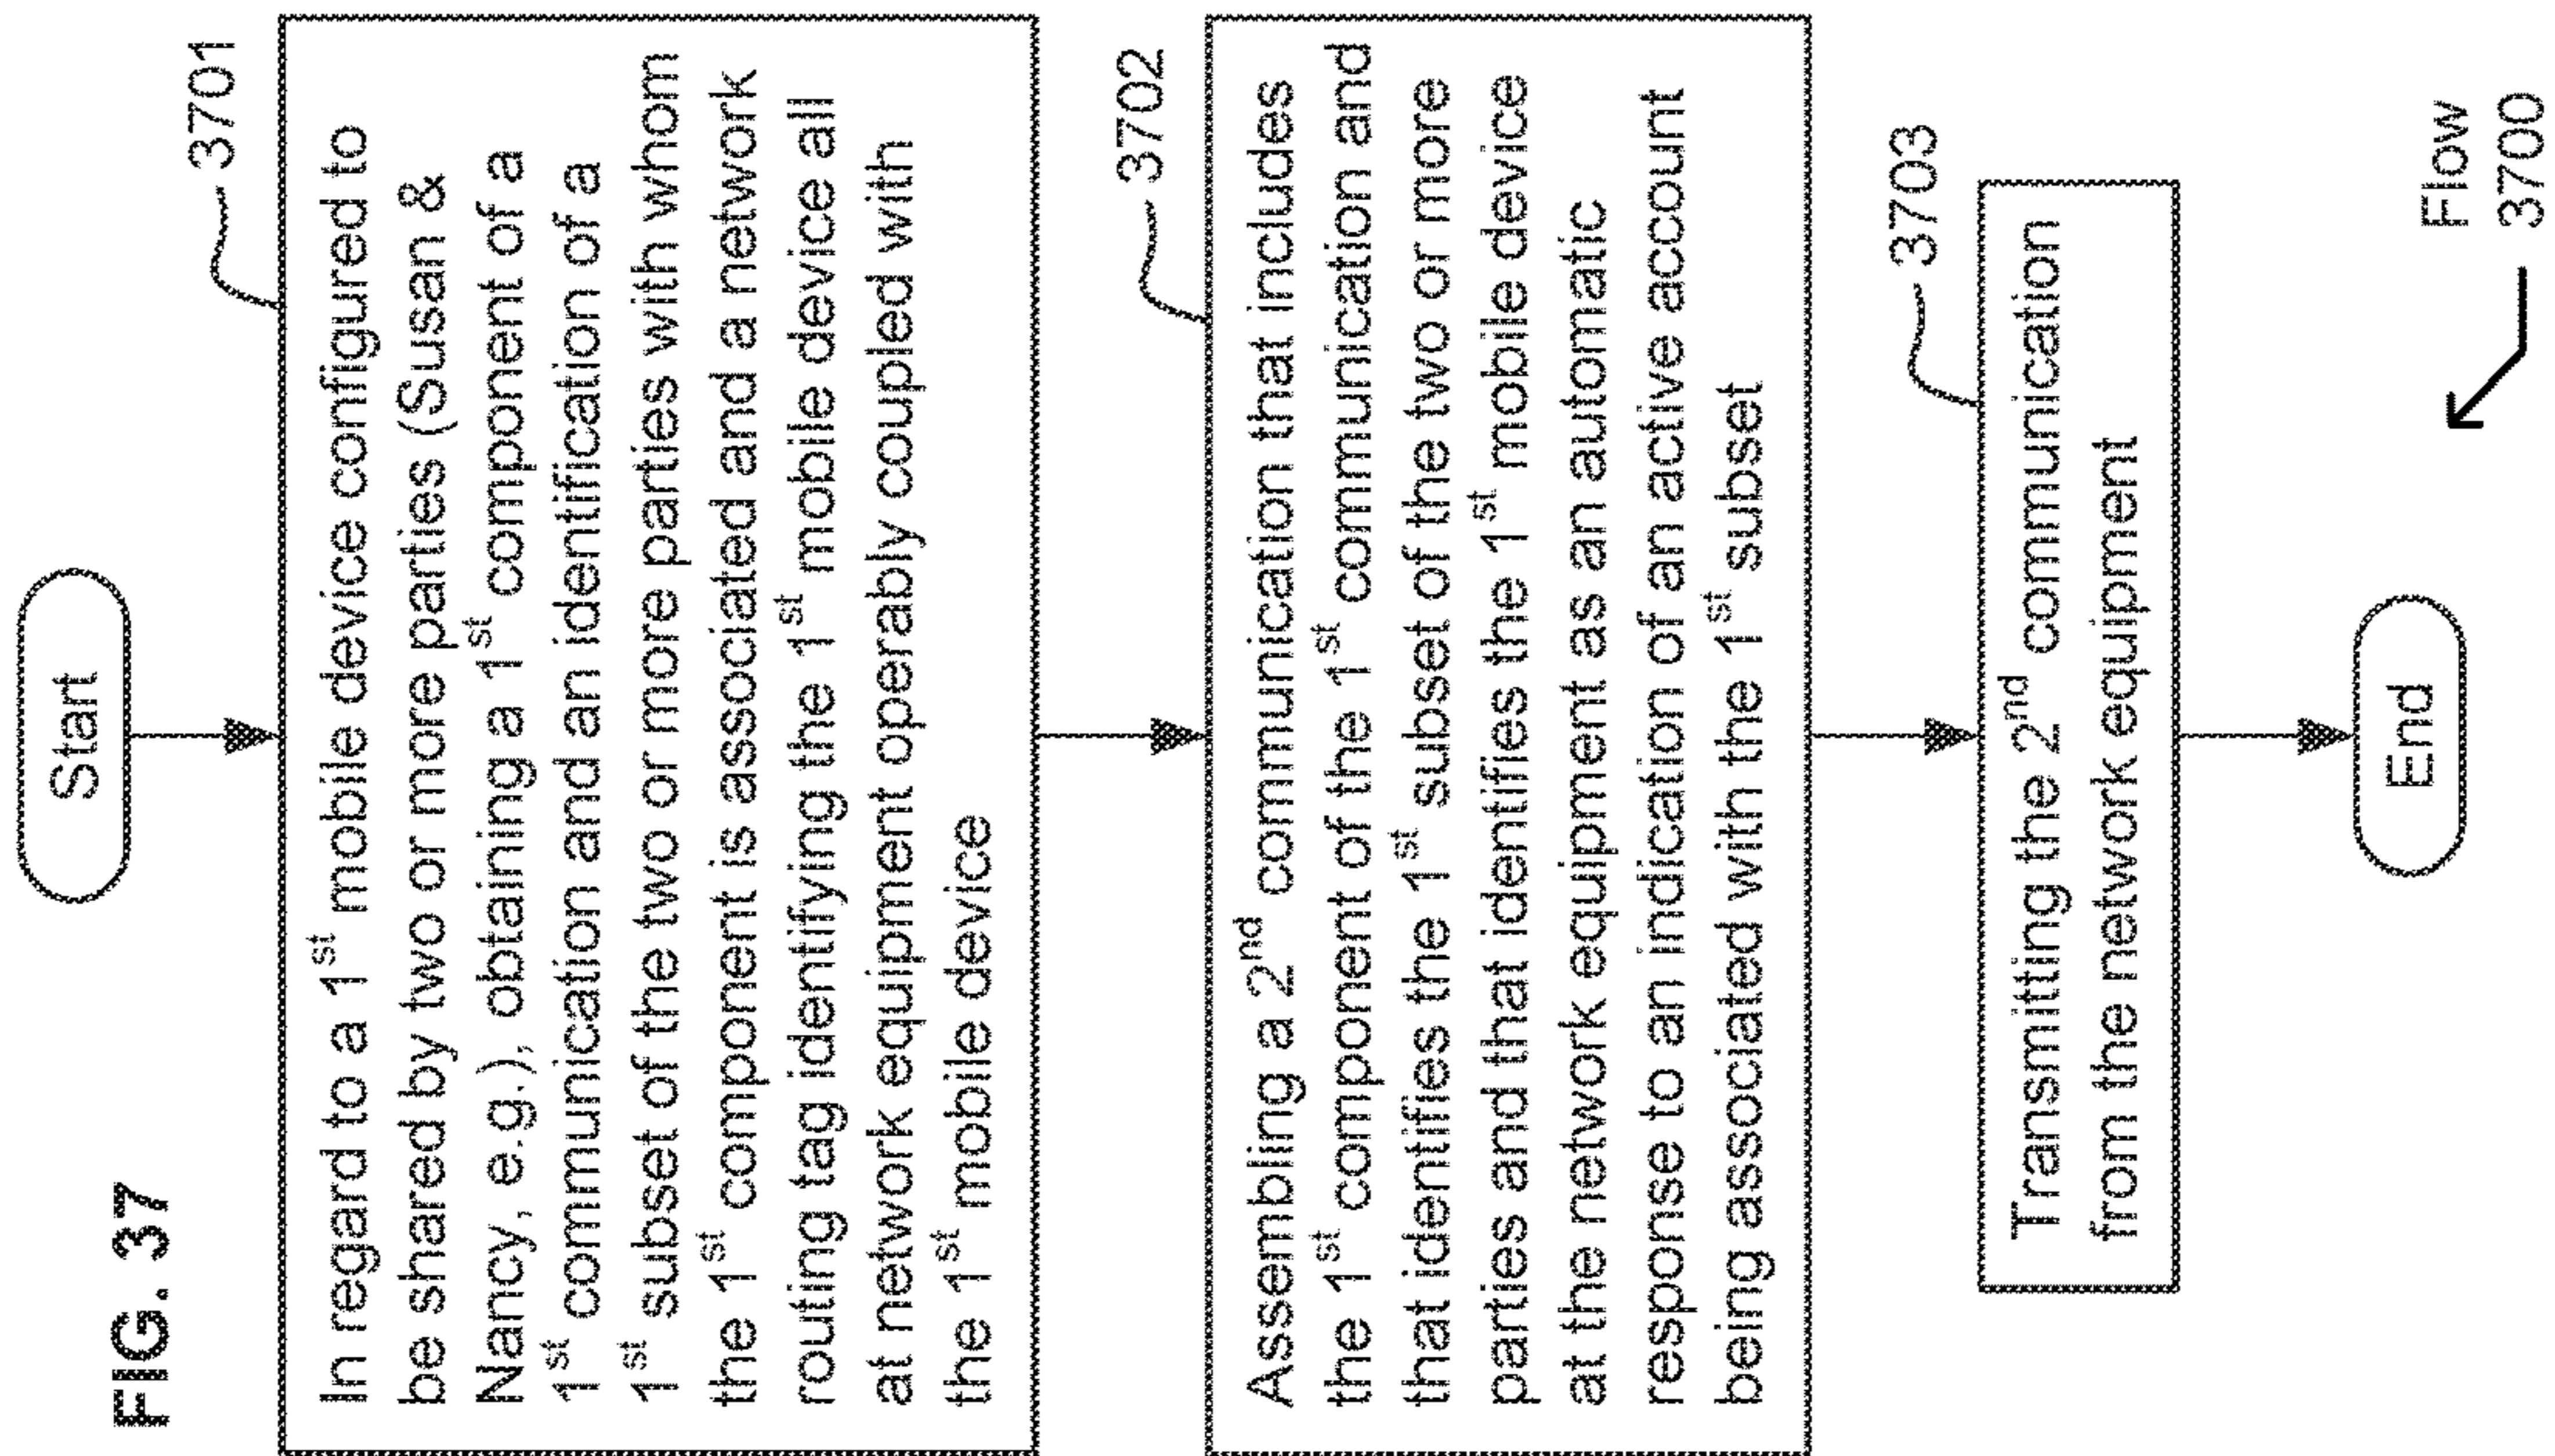 FIG. 37
Start
3701
In regard to a 1st mobile device configured to
be shared by two or more parties (Susan &
Nancy, e.g.), obtaining a 1st component of a
1st communication and an identification of a
1st subset of the two or more parties with whom
the 1st component is associated and a network
routing tag identifying the 1st mobile device all
at network equipment operably coupled with
the 1st mobile device
3702
Assembling a 2nd communication that includes
the 1st component of the 1st communication and
that identifies the 1st subset of the two or more
parties and that identifies the 1st mobile device
at the network equipment as an automatic
response to an indication of an active account
being associated with the 1st subset
3703
Transmitting the 2nd communication
from the network equipment
End
Flow
3700